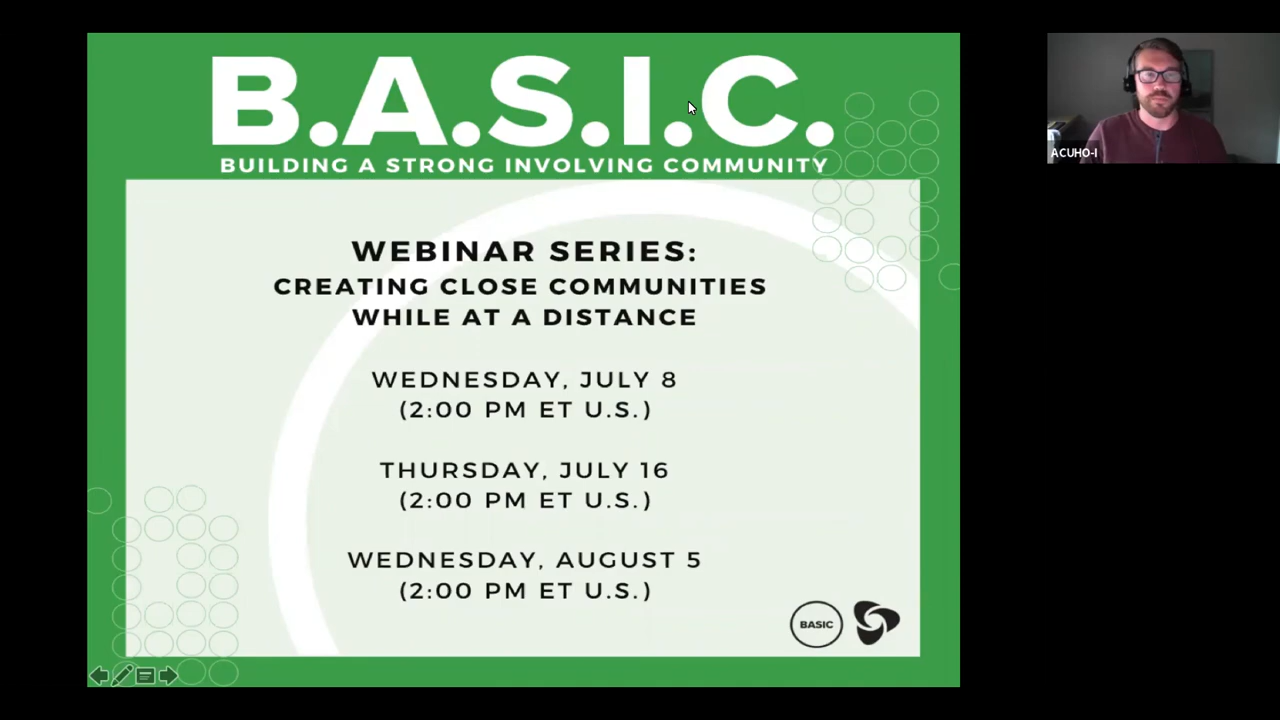 B.A.S.I.C.
BUILDING A STRONG INVOLVING COMMUNITY
WEBINAR SERIES:
CREATING CLOSE COMMUNITIES
WHILE AT A DISTANCE
WEDNESDAY, JULY 8
(2:00 PM ET U.S.)
THURSDAY, JULY 16
(2:00 PM ET U.S.)
WEDNESDAY, AUGUST 5
(2:00 PM ET U.S.)
BASIC
ACUHO-I